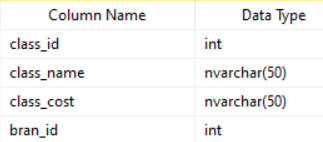 Column Name Data Type
class_id int
class_name nvarchar(50)
class_cost nvarchar(50)
bran_id int